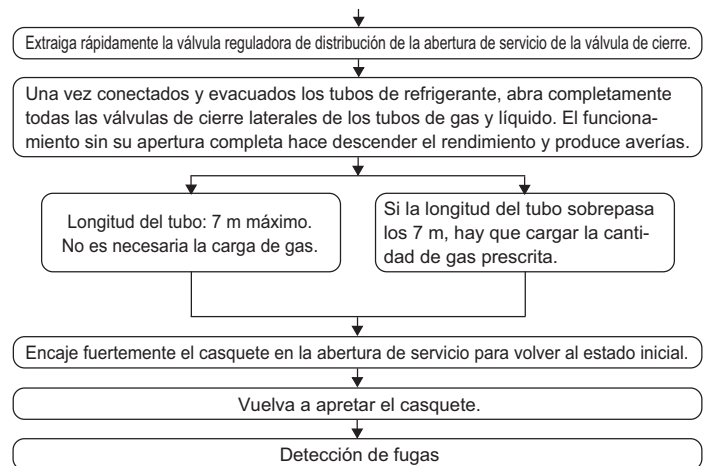 Extraiga rápidamente la válvula reguladora de distribución de la abertura de servicio de la válvula de cierre.
Una vez conectados y evacuados los tubos de refrigerante, abra completamente
todas las válvulas de cierre laterales de los tubos de gas y líquido. El funciona-
miento sin su apertura completa hace descender el rendimiento y produce averías.
Longitud del tubo: 7 m máximo.
No es necesaria la carga de gas.
Si la longitud del tubo sobrepasa
los 7 m, hay que cargar la canti-
dad de gas prescrita.
Encaje fuertemente el casquete en la abertura de servicio para volver al estado inicial.
Vuelva a apretar el casquete.
Detección de fugas